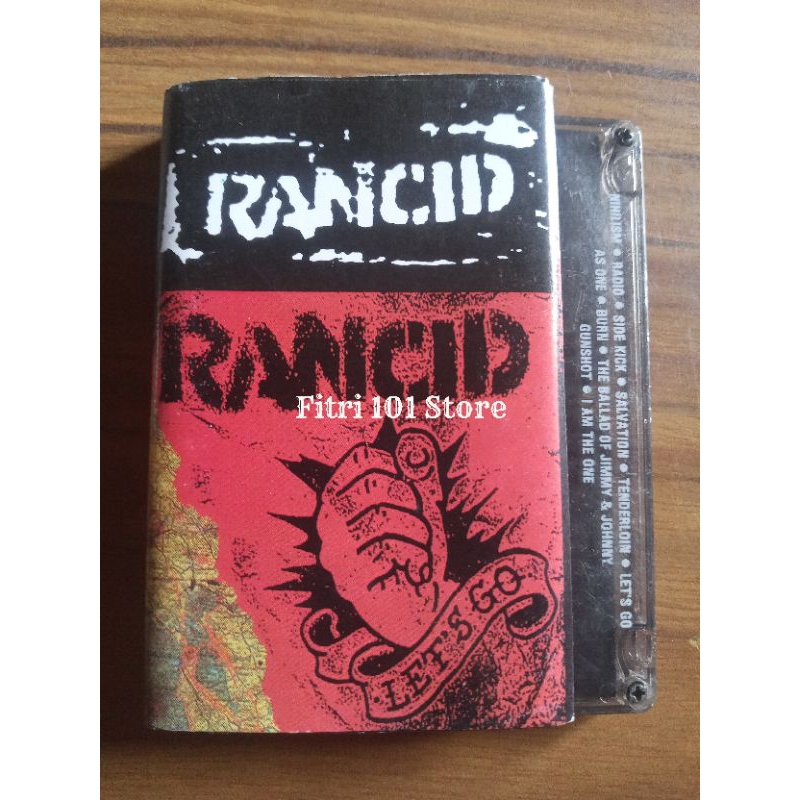 RANCID
RANCID
Fitri 101 Store
LET'S GO
NIHILISM • RADIO • SIDE KICK • SALVATION • TENDERLOIN • LET'S GO
AS ONE • BURN • THE BALLAD OF JIMMY & JOHNNY
GUNSHOT • I AM THE ONE